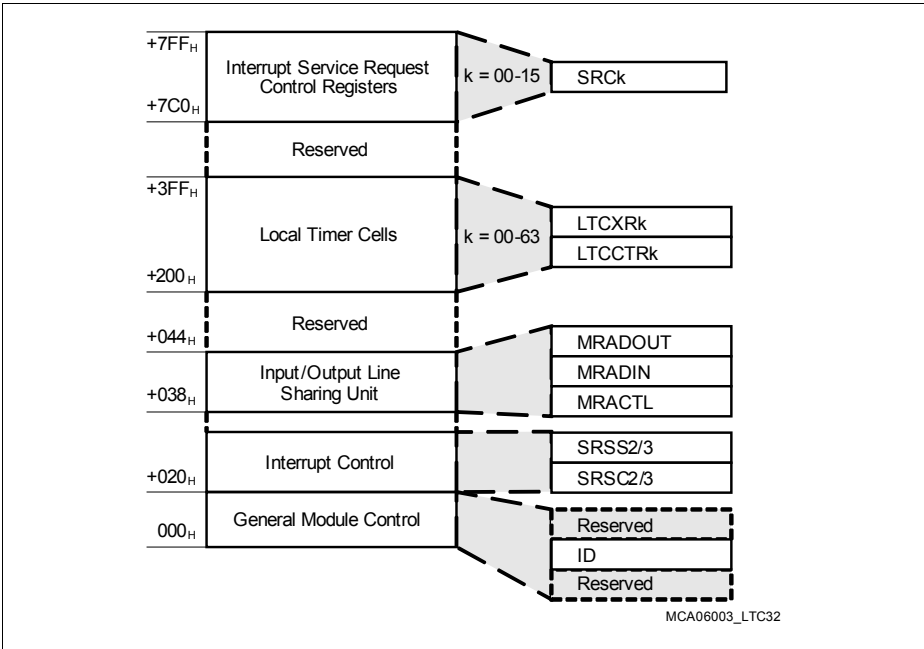 +7FFH
Interrupt Service Request
Control Registers
k = 00-15
SRCk
+7C0H
Reserved
+3FFH
Local Timer Cells
k = 00-63
LTCXRk
LTCCTRk
+200H
Reserved
+044H
MRADOUT
Input/Output Line
Sharing Unit
MRADIN
+038H
MRACTL
Interrupt Control
SRSS2/3
SRSC2/3
+020H
General Module Control
000H
Reserved
ID
Reserved
MCA06003_LTC32